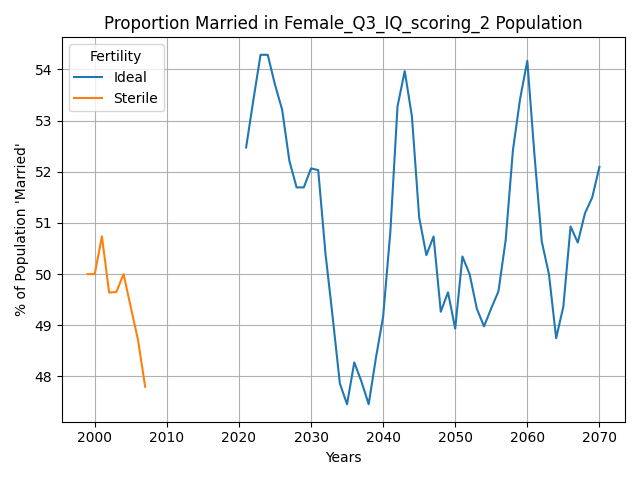 Proportion Married in Female_Q3_IQ_scoring_2 Population
Fertility
Ideal
Sterile
% of Population 'Married'
54
53
52
51
50
49
48
2000 2010 2020 2030 2040 2050 2060 2070
Years